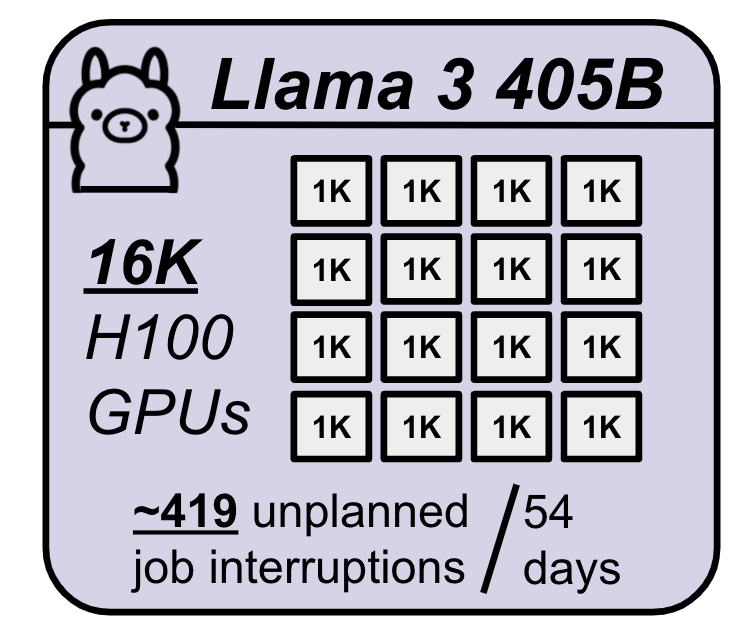 Llama 3 405B
1K 1K 1K 1K
1K 1K 1K 1K
1K 1K 1K 1K
1K 1K 1K 1K
16K
H100
GPUs
~419 unplanned / 54
job interruptions days